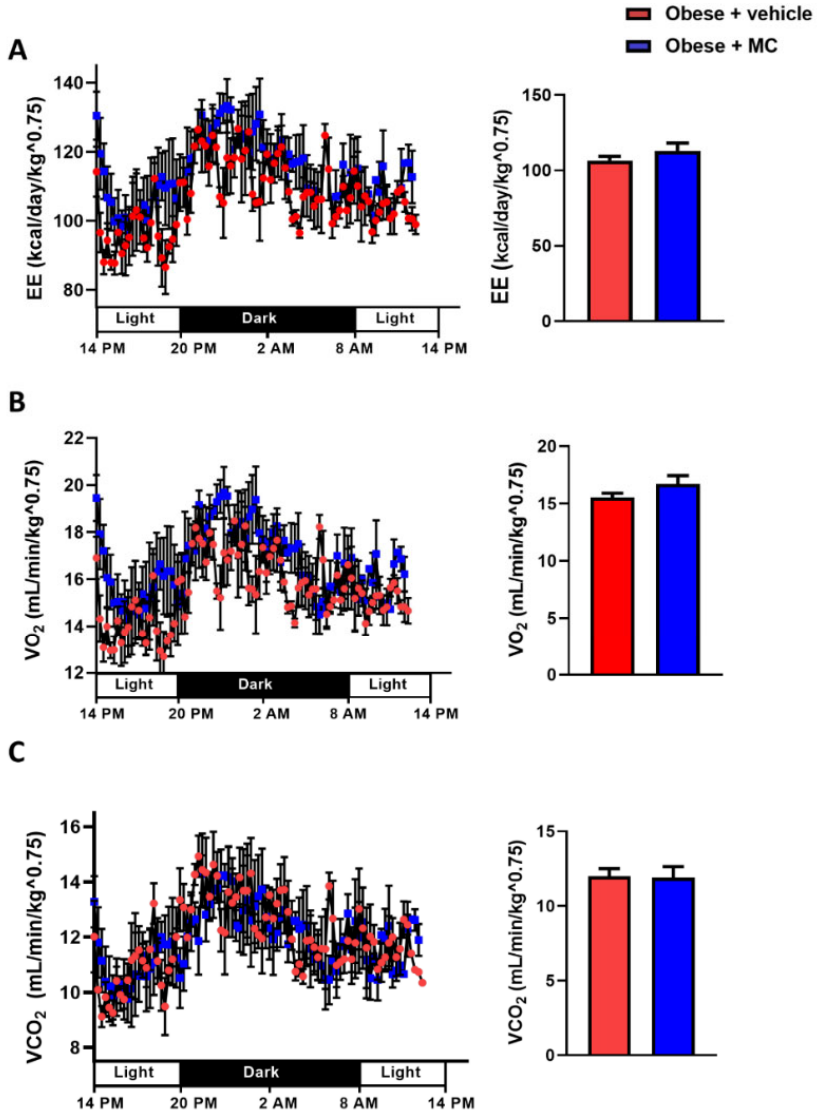 Obese + vehicle
Obese + MC
A
EE (kcal/day/kg^0.75)
140
120
100
80
Light Dark Light
14 PM 20 PM 2 AM 8 AM 14 PM
EE (kcal/day/kg^0.75)
150
100
50
0
B
VO₂ (mL/min/kg^0.75)
22
20
18
16
14
12
Light Dark Light
14 PM 20 PM 2 AM 8 AM 14 PM
VO₂ (mL/min/kg^0.75)
20
15
10
5
0
C
VCO₂ (mL/min/kg^0.75)
16
14
12
10
8
Light Dark Light
14 PM 20 PM 2 AM 8 AM 14 PM
VCO₂ (mL/min/kg^0.75)
15
10
5
0